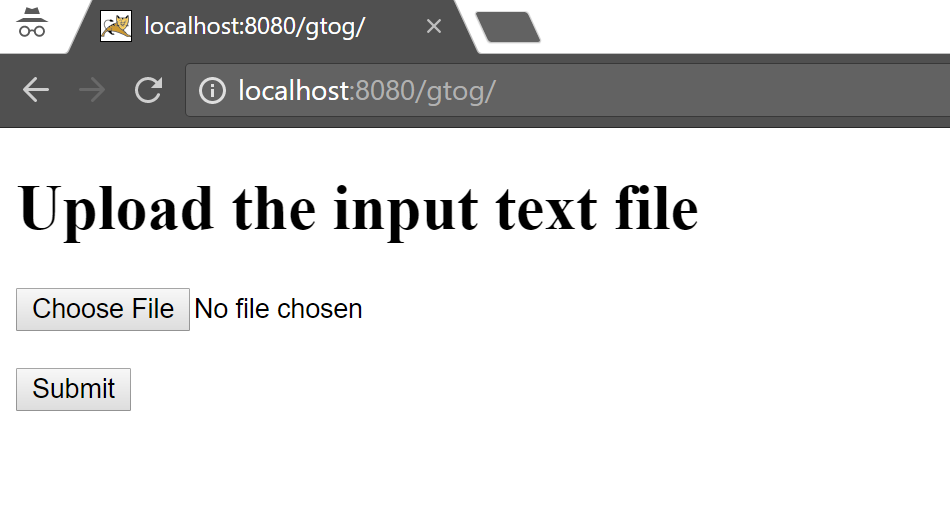 localhost:8080/gtog/
localhost:8080/gtog/
Upload the input text file
Choose File No file chosen
Submit